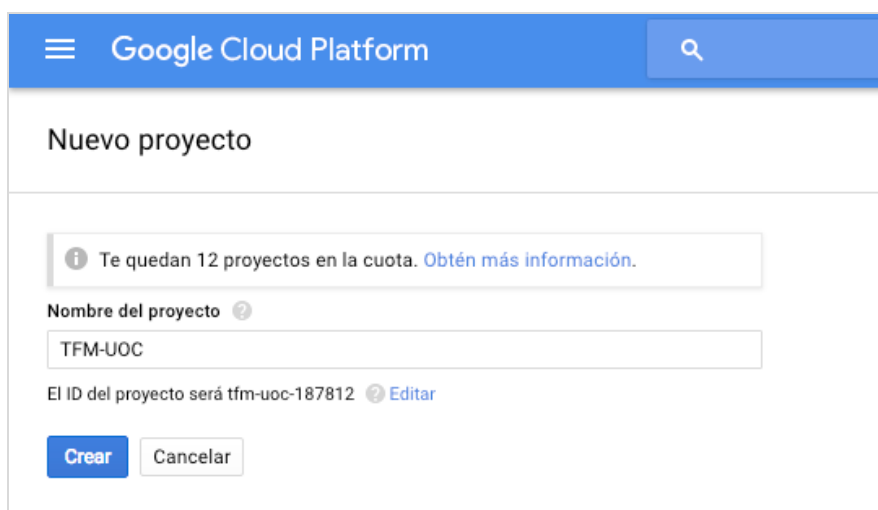 Google Cloud Platform
Nuevo proyecto
Te quedan 12 proyectos en la cuota. Obtén más información.
Nombre del proyecto
TFM-UOC
El ID del proyecto será tfm-uoc-187812 Editar
Crear Cancelar